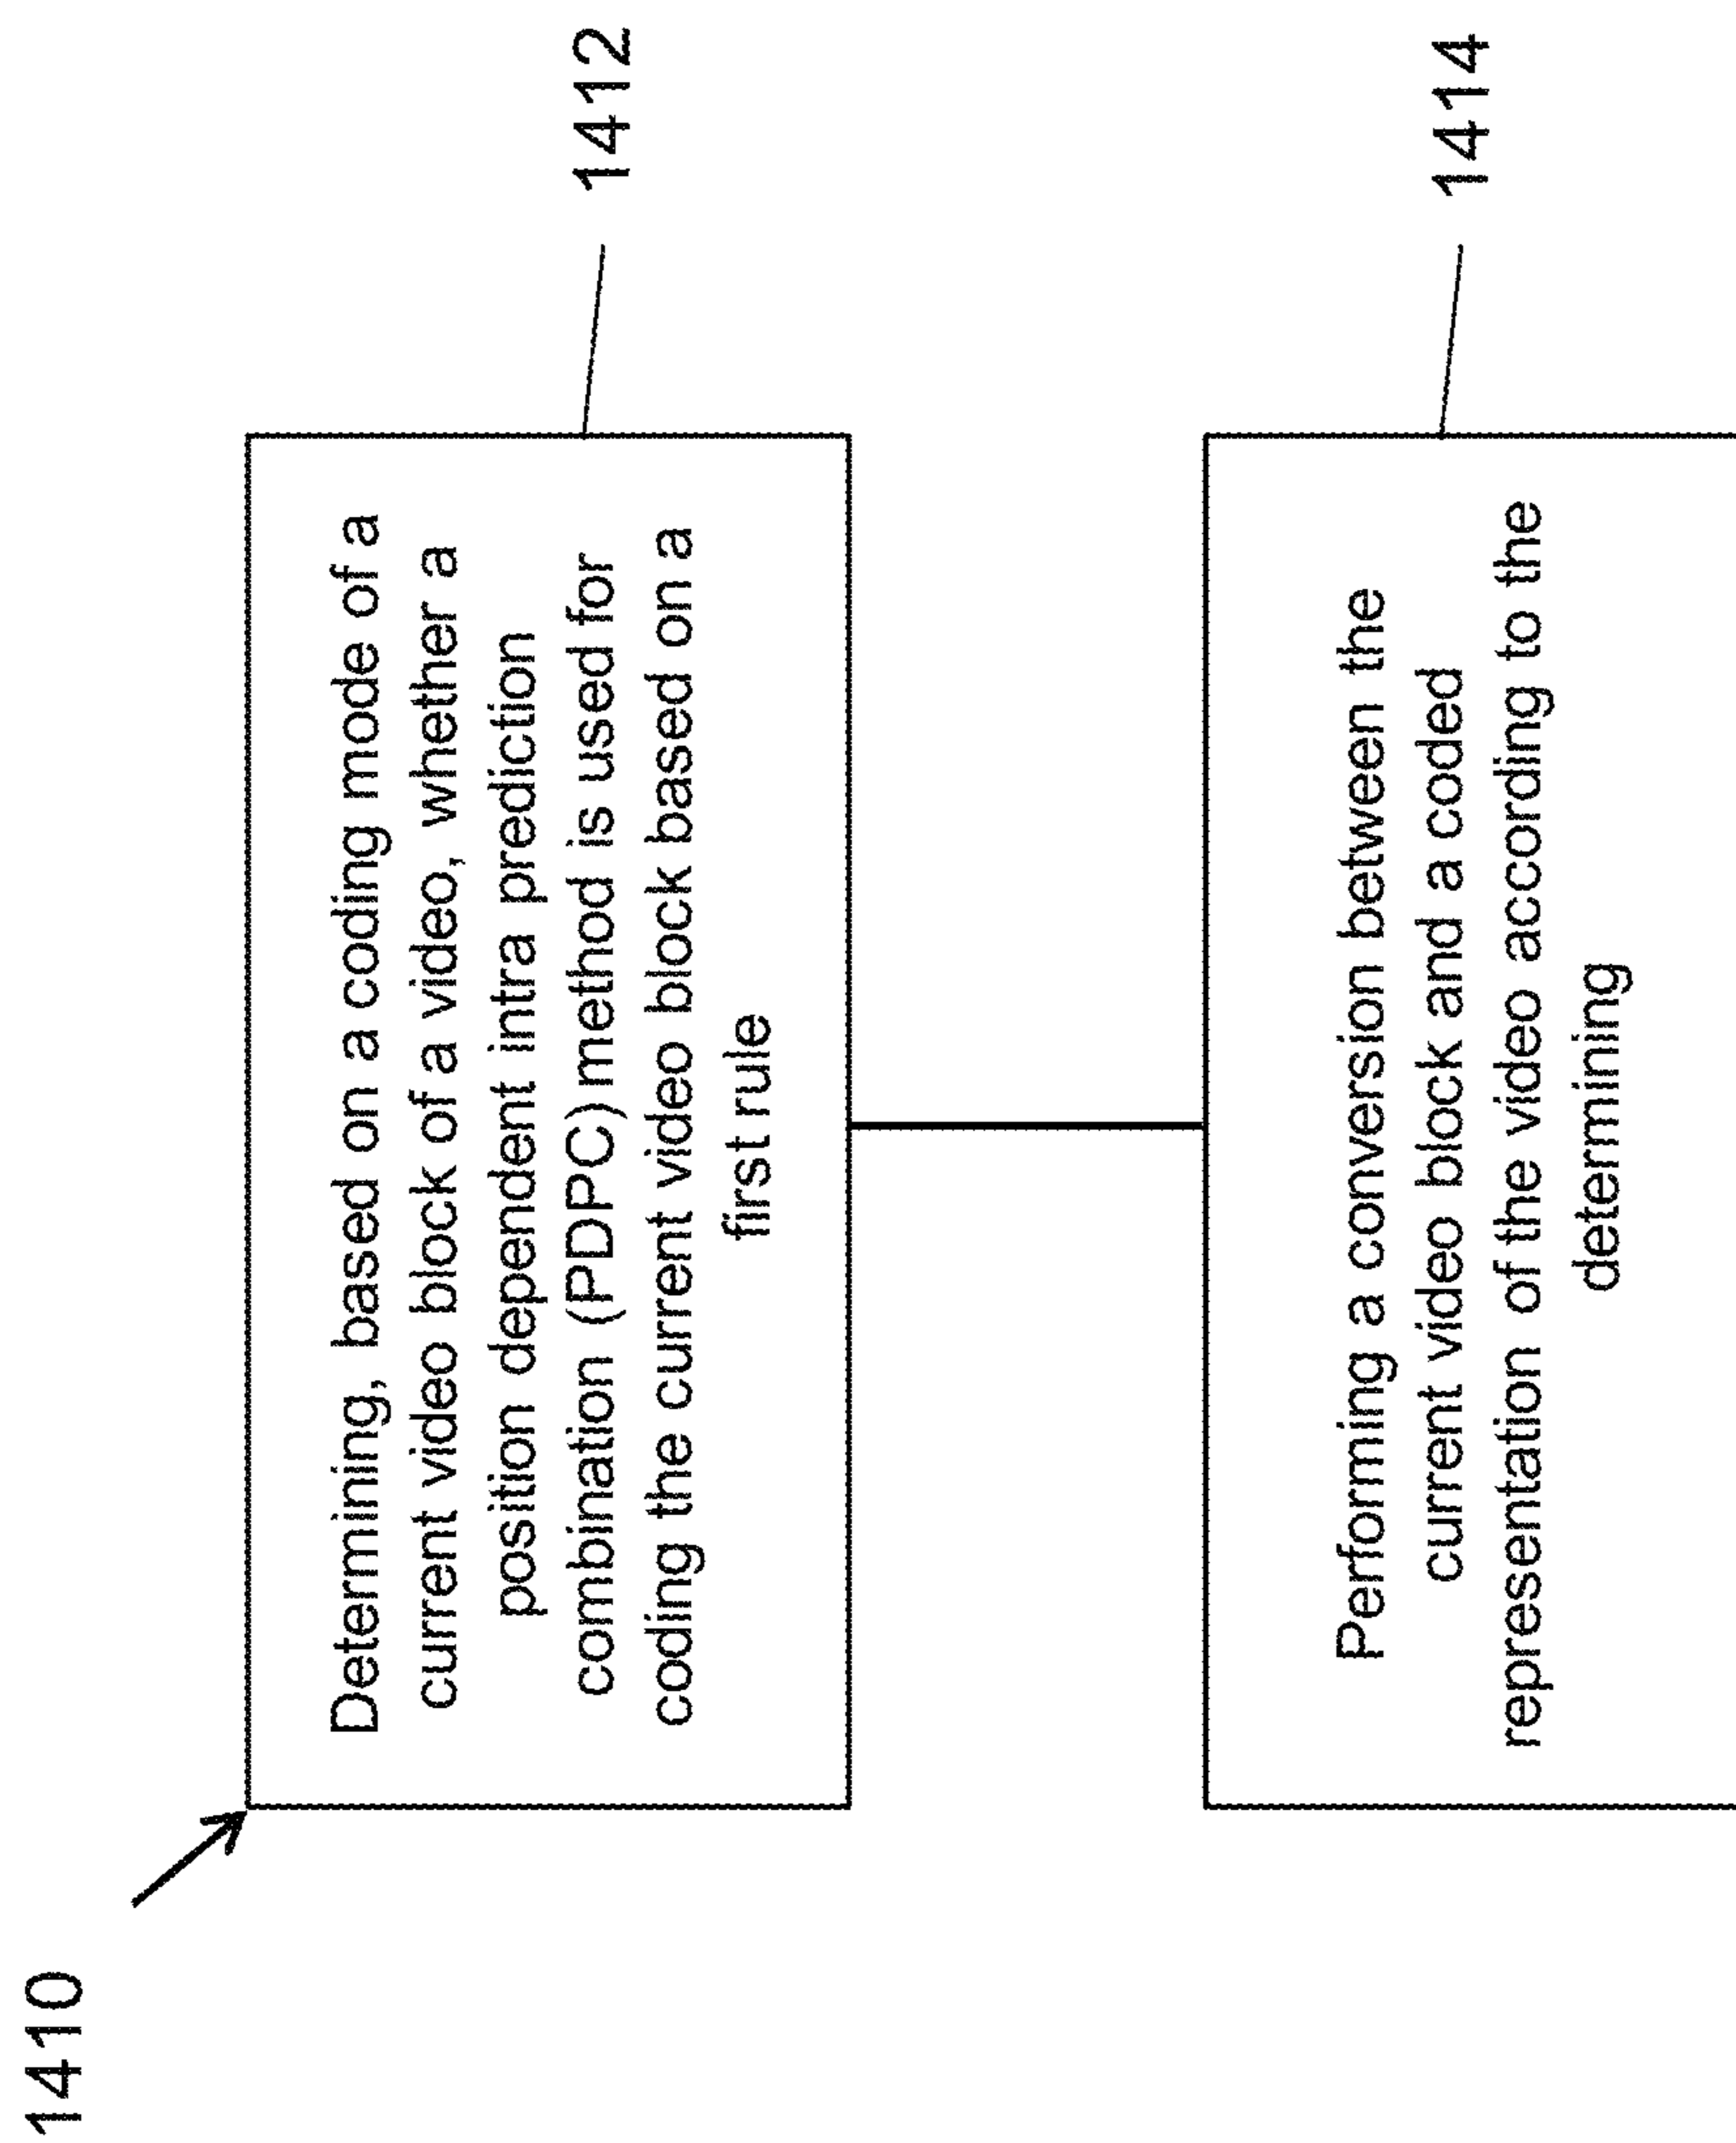 1410
Determining, based on a coding mode of a
current video block of a video, whether a
position dependent intra prediction
combination (PDPC) method is used for
coding the current video block based on a
first rule
1412
Performing a conversion between the
current video block and a coded
representation of the video according to the
determining
1414